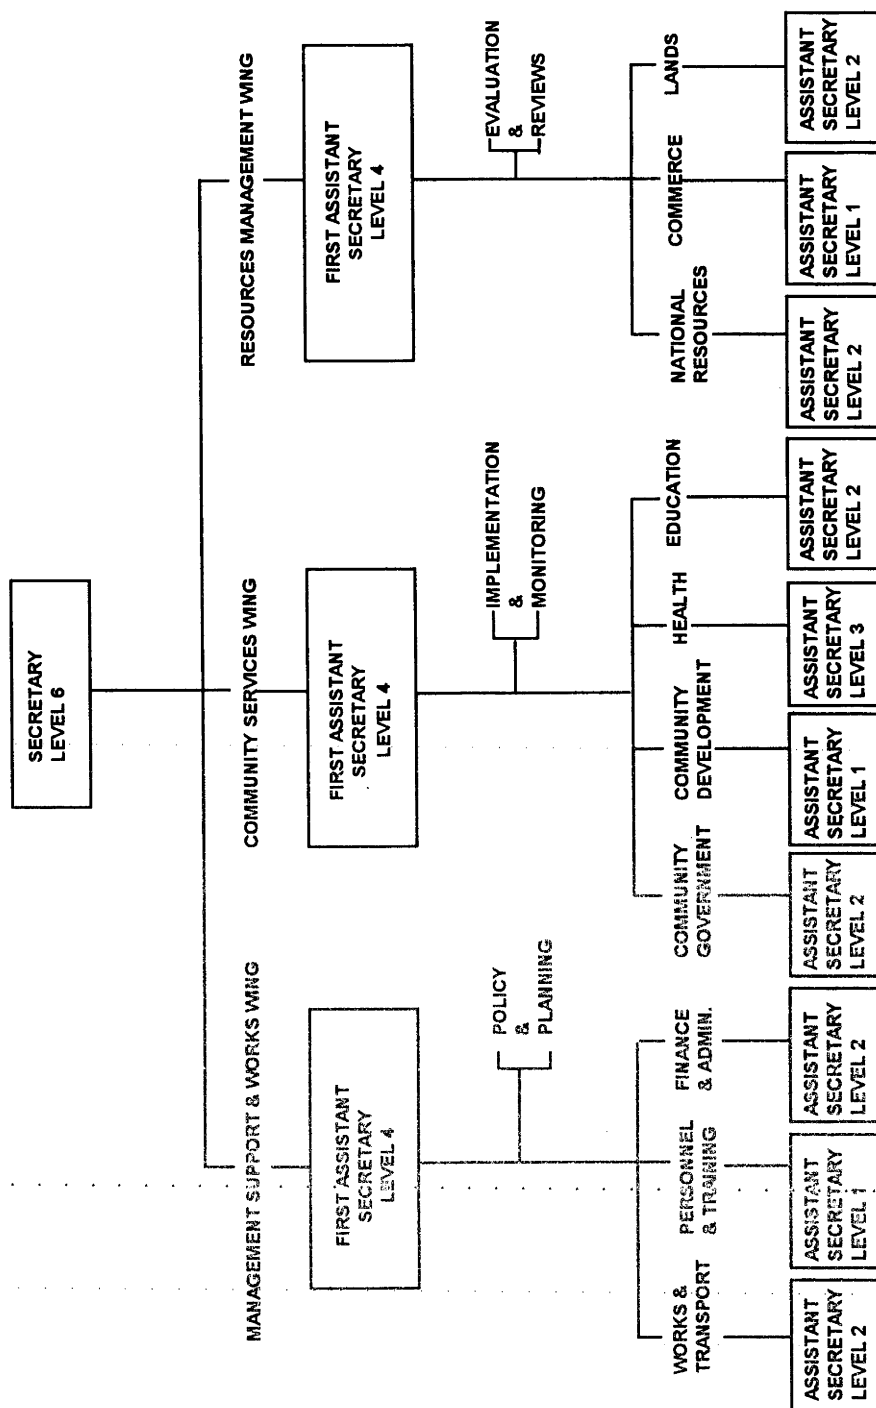 SECRETARY
LEVEL 6
MANAGEMENT SUPPORT & WORKS WING
COMMUNITY SERVICES WING
RESOURCES MANAGEMENT WING
FIRST ASSISTANT
SECRETARY
LEVEL 4
FIRST ASSISTANT
SECRETARY
LEVEL 4
FIRST ASSISTANT
SECRETARY
LEVEL 4
POLICY
&
PLANNING
IMPLEMENTATION
&
MONITORING
EVALUATION
&
REVIEWS
WORKS &
TRANSPORT
PERSONNEL
& TRAINING
FINANCE
& ADMIN.
COMMUNITY
GOVERNMENT
COMMUNITY
DEVELOPMENT
HEALTH
EDUCATION
NATIONAL
RESOURCES
COMMERCE
LANDS
ASSISTANT
SECRETARY
LEVEL 2
ASSISTANT
SECRETARY
LEVEL 1
ASSISTANT
SECRETARY
LEVEL 2
ASSISTANT
SECRETARY
LEVEL 2
ASSISTANT
SECRETARY
LEVEL 1
ASSISTANT
SECRETARY
LEVEL 3
ASSISTANT
SECRETARY
LEVEL 2
ASSISTANT
SECRETARY
LEVEL 2
ASSISTANT
SECRETARY
LEVEL 1
ASSISTANT
SECRETARY
LEVEL 2